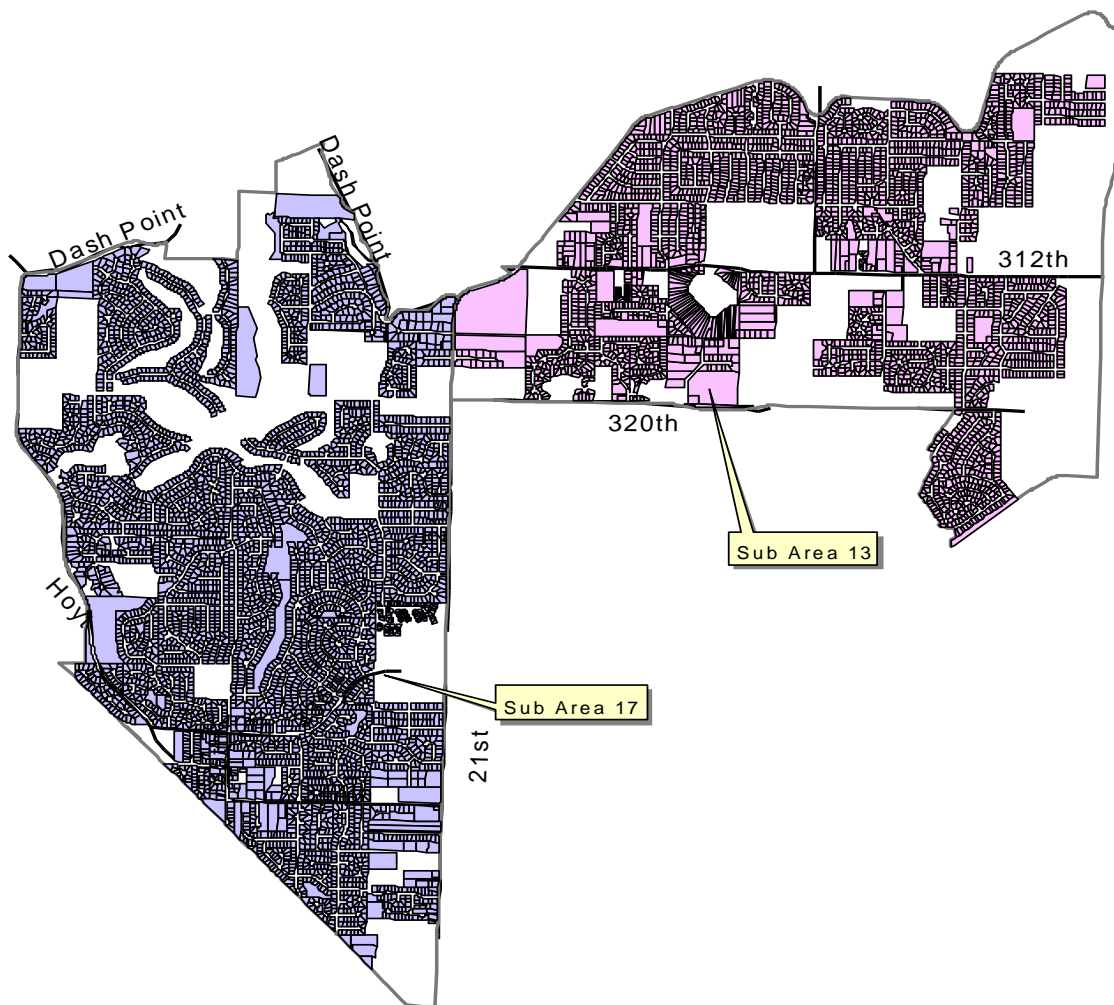 Dash Point
Dash Point
312th
320th
Sub Area 13
Hoyt
Sub Area 17
21st